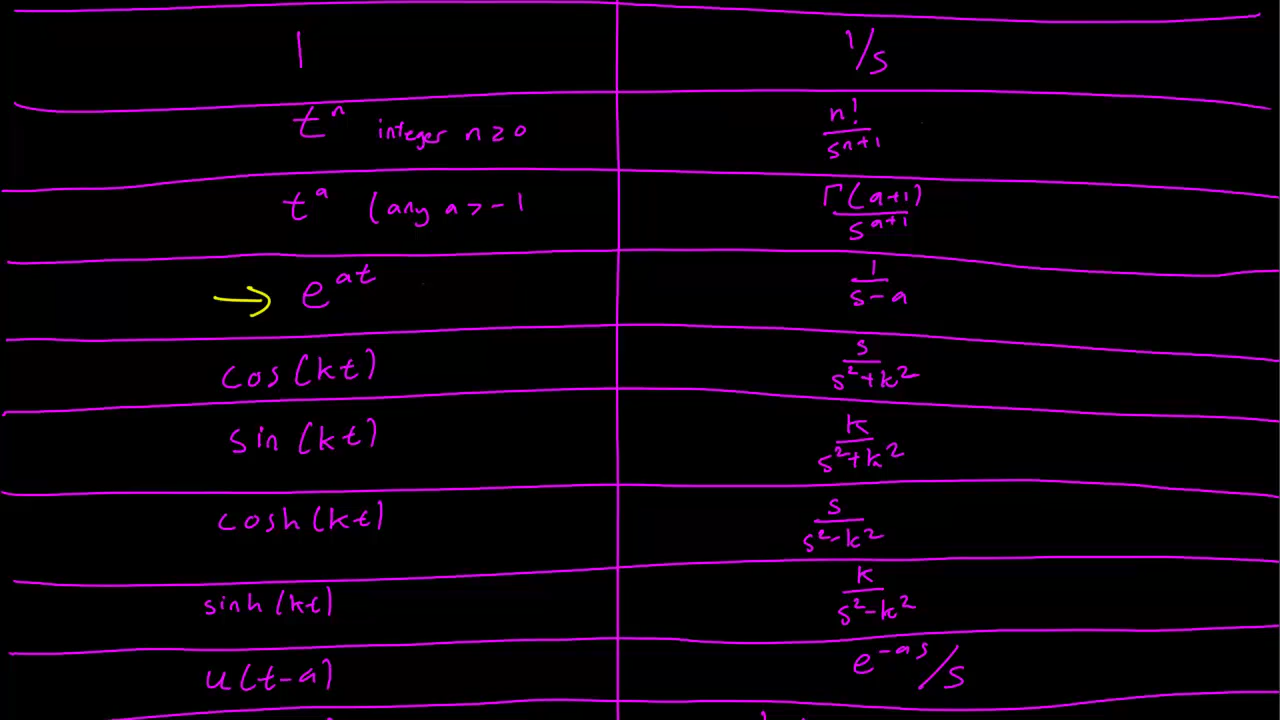 1 1/s
t^n integer n ≥ 0 n!/s^{n+1}
t^a (any a > -1 Γ(a+1)/s^{a+1}
→ e^{at} 1/(s-a)
cos(kt) s/(s²+k²)
sin(kt) k/(s²+k²)
cosh(kt) s/(s²-k²)
sinh(kt) k/(s²-k²)
u(t-a) e^{-as}/s